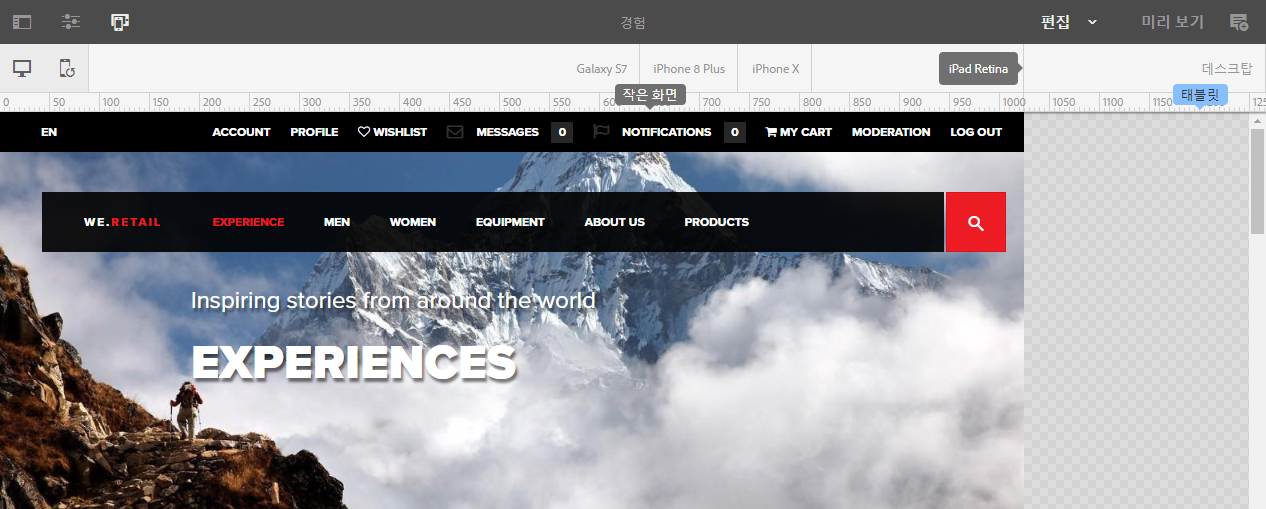 경험
편집
미리 보기
Galaxy S7
iPhone 8 Plus
iPhone X
iPad Retina
데스크탑
작은 화면
태블릿
0 50 100 150 200 250 300 350 400 450 500 550 700 750 800 850 900 950 1000 1050 1100
EN ACCOUNT PROFILE WISHLIST MESSAGES 0 NOTIFICATIONS 0 MY CART MODERATION LOG OUT
WE.RETAIL EXPERIENCE MEN WOMEN EQUIPMENT ABOUT US PRODUCTS
Inspiring stories from around the world
EXPERIENCES